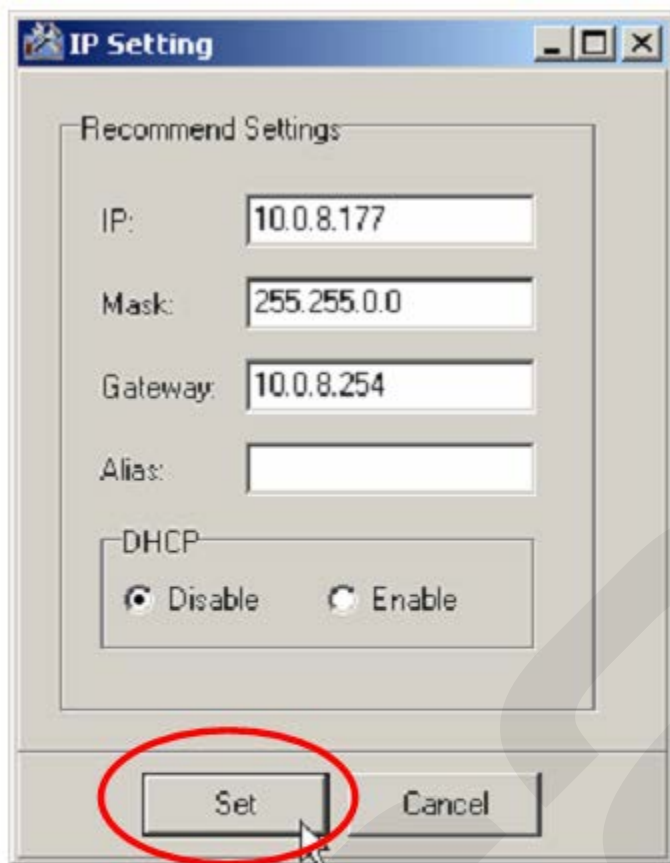 IP Setting
Recommend Settings
IP: 10.0.8.177
Mask: 255.255.0.0
Gateway: 10.0.8.254
Alias:
DHCP
Disable Enable
Set Cancel